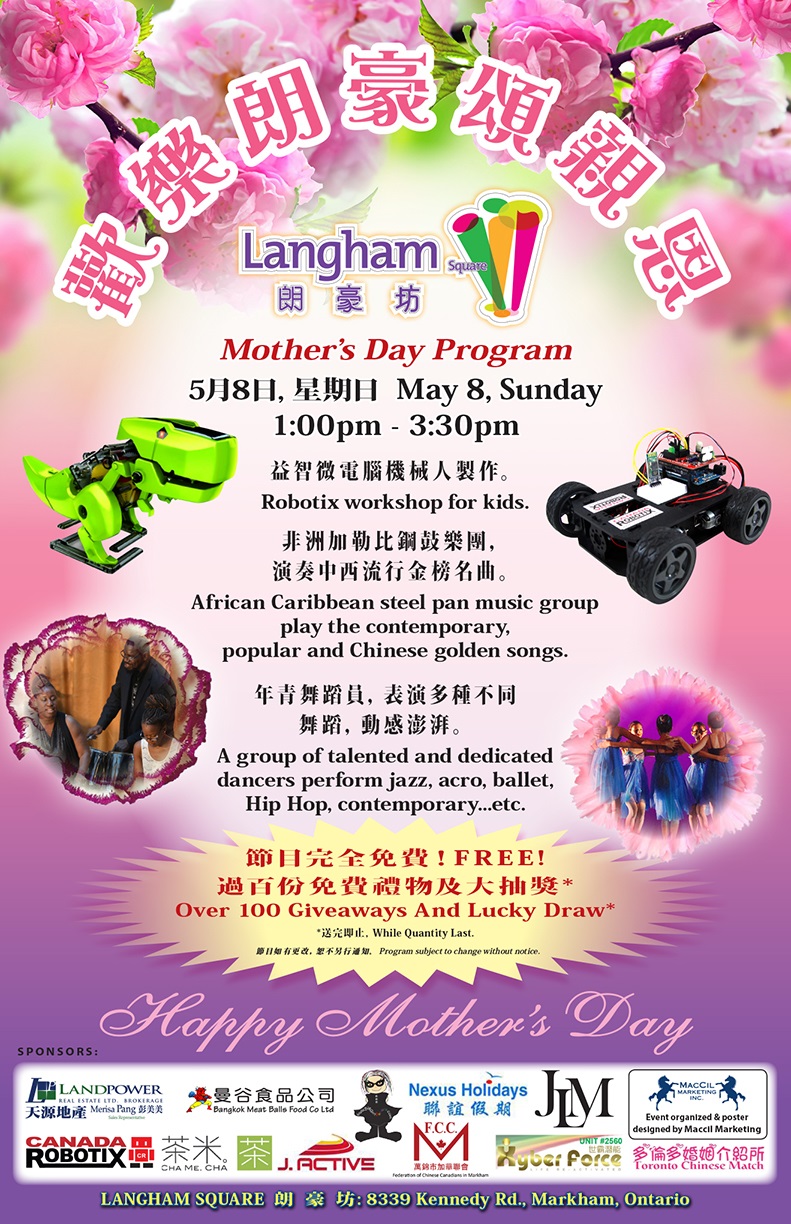 歡樂朗豪頌親恩
Langham Square
朗豪坊
Mother's Day Program
5月8日, 星期日 May 8, Sunday
1:00pm - 3:30pm
益智微電腦機械人製作。
Robotix workshop for kids.
非洲加勒比鋼鼓樂團,
演奏中西流行金榜名曲。
African Caribbean steel pan music group
play the contemporary,
popular and Chinese golden songs.
年青舞蹈員, 表演多種不同
舞蹈, 動感澎湃。
A group of talented and dedicated
dancers perform jazz, acro, ballet,
Hip Hop, contemporary...etc.
節目完全免費! FREE!
過百份免費禮物及大抽獎*
Over 100 Giveaways And Lucky Draw*
*送完即止. While Quantity Last.
節目如有更改, 恕不另行通知。 Program subject to change without notice.
Happy Mother's Day
SPONSORS:
LANDPOWER
REAL ESTATE LTD. BROKERAGE
天源地產 Merisa Pang 彭美美
Sales Representative
曼谷食品公司
Bangkok Meat Balls Food Co Ltd
Nexus Holidays
聯誼假期
JLM
MACCIL
MARKETING
INC.
Event organized & poster
designed by Maccil Marketing
CANADA
ROBOTIX CR
茶米。茶
CHA ME. CHA
J. ACTIVE
F.C.C.
M
萬錦市加華聯會
Federation of Chinese Canadians in Markham
UNIT #2560
Xyber Force
多倫多婚姻介紹所
Toronto Chinese Match
LANGHAM SQUARE 朗豪坊: 8339 Kennedy Rd., Markham, Ontario